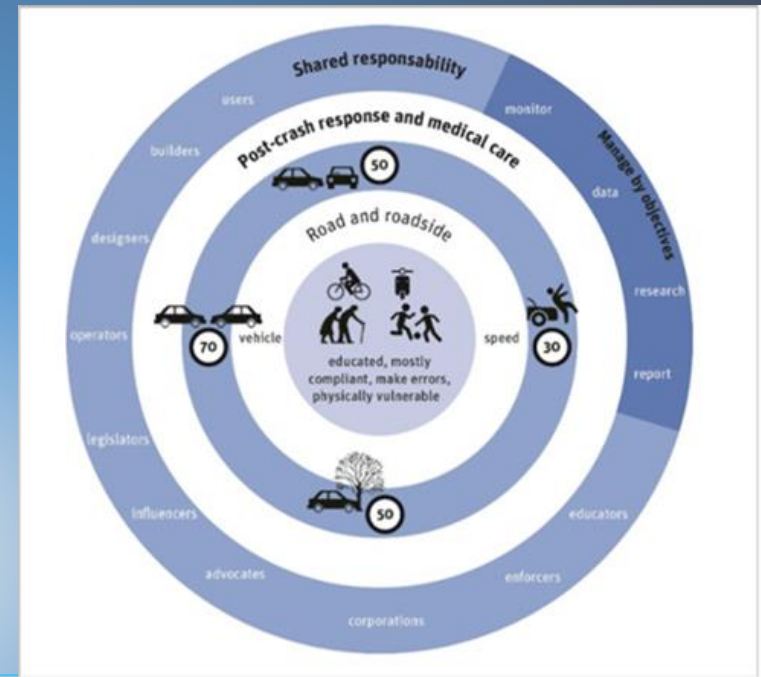 Shared responsability
users
builders
designers
operators
legislators
influencers
advocates
corporations
enforcers
educators
Manage by objectives
monitor
data
research
report
Post-crash response and medical care
50
30
50
70
Road and roadside
vehicle
speed
educated, mostly
compliant, make errors,
physically vulnerable